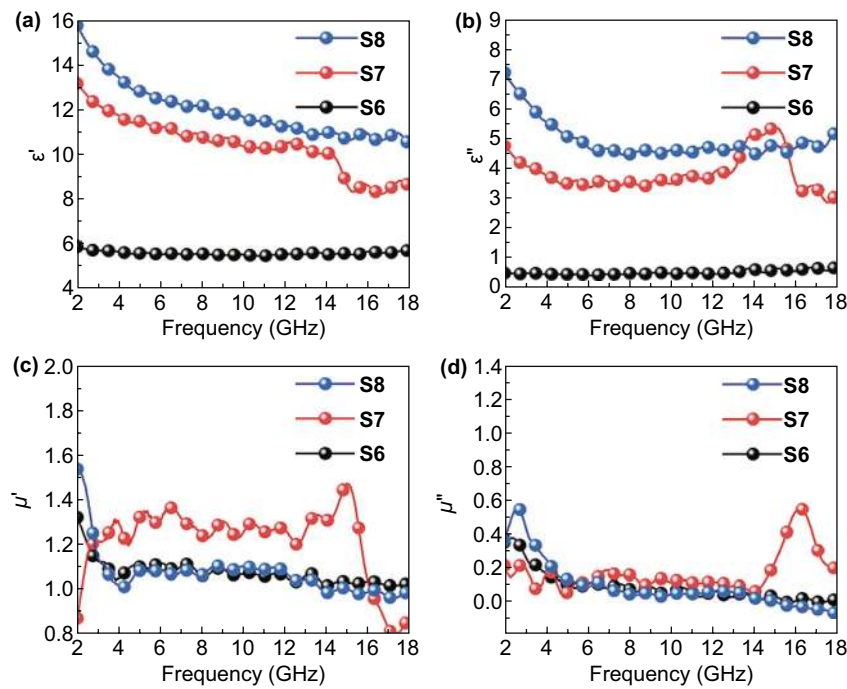 (a)
16
14
12
10
8
6
4
ε'
S8
S7
S6
2 4 6 8 10 12 14 16 18
Frequency (GHz)
(b)
9
8
7
6
5
4
3
2
1
0
ε"
S8
S7
S6
2 4 6 8 10 12 14 16 18
Frequency (GHz)
(c)
2.0
1.8
1.6
1.4
1.2
1.0
0.8
μ'
S8
S7
S6
2 4 6 8 10 12 14 16 18
Frequency (GHz)
(d)
1.4
1.2
1.0
0.8
0.6
0.4
0.2
0.0
μ"
S8
S7
S6
2 4 6 8 10 12 14 16 18
Frequency (GHz)